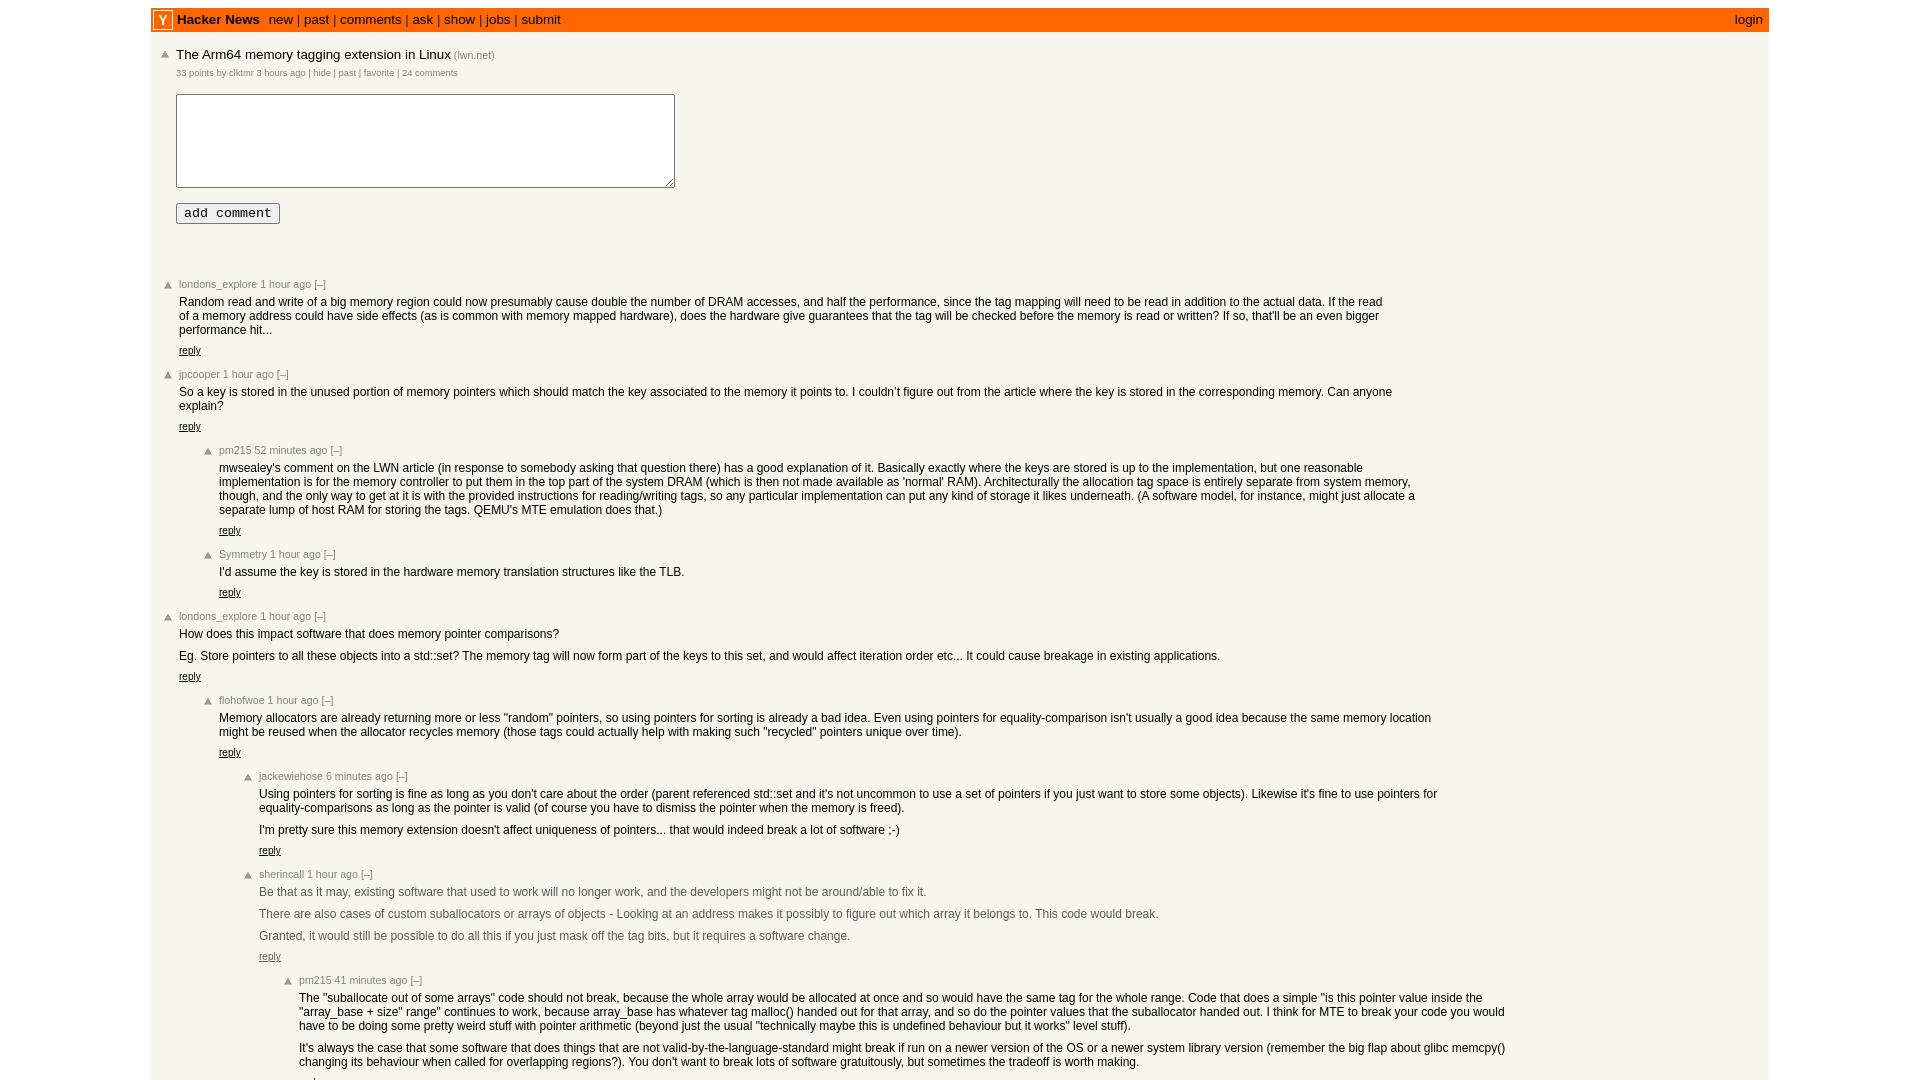 Y Hacker News new | past | comments | ask | show | jobs | submit login
The Arm64 memory tagging extension in Linux (lwn.net)
33 points by clktmr 3 hours ago | hide | past | favorite | 24 comments
add comment
londons_explore 1 hour ago [–]
Random read and write of a big memory region could now presumably cause double the number of DRAM accesses, and half the performance, since the tag mapping will need to be read in addition to the actual data. If the read
of a memory address could have side effects (as is common with memory mapped hardware), does the hardware give guarantees that the tag will be checked before the memory is read or written? If so, that'll be an even bigger
performance hit...
reply
jpcooper 1 hour ago [–]
So a key is stored in the unused portion of memory pointers which should match the key associated to the memory it points to. I couldn’t figure out from the article where the key is stored in the corresponding memory. Can anyone
explain?
reply
pm215 52 minutes ago [–]
mwsealey's comment on the LWN article (in response to somebody asking that question there) has a good explanation of it. Basically exactly where the keys are stored is up to the implementation, but one reasonable
implementation is for the memory controller to put them in the top part of the system DRAM (which is then not made available as 'normal' RAM). Architecturally the allocation tag space is entirely separate from system memory,
though, and the only way to get at it is with the provided instructions for reading/writing tags, so any particular implementation can put any kind of storage it likes underneath. (A software model, for instance, might just allocate a
separate lump of host RAM for storing the tags. QEMU's MTE emulation does that.)
reply
Symmetry 1 hour ago [–]
I'd assume the key is stored in the hardware memory translation structures like the TLB.
reply
londons_explore 1 hour ago [–]
How does this impact software that does memory pointer comparisons?
Eg. Store pointers to all these objects into a std::set? The memory tag will now form part of the keys to this set, and would affect iteration order etc... It could cause breakage in existing applications.
reply
flohofwoe 1 hour ago [–]
Memory allocators are already returning more or less "random" pointers, so using pointers for sorting is already a bad idea. Even using pointers for equality-comparison isn't usually a good idea because the same memory location
might be reused when the allocator recycles memory (those tags could actually help with making such "recycled" pointers unique over time).
reply
jackewiehose 6 minutes ago [–]
Using pointers for sorting is fine as long as you don't care about the order (parent referenced std::set and it's not uncommon to use a set of pointers if you just want to store some objects). Likewise it's fine to use pointers for
equality-comparisons as long as the pointer is valid (of course you have to dismiss the pointer when the memory is freed).
I'm pretty sure this memory extension doesn't affect uniqueness of pointers... that would indeed break a lot of software ;-)
reply
sherincall 1 hour ago [–]
Be that as it may, existing software that used to work will no longer work, and the developers might not be around/able to fix it.
There are also cases of custom suballocators or arrays of objects - Looking at an address makes it possibly to figure out which array it belongs to. This code would break.
Granted, it would still be possible to do all this if you just mask off the tag bits, but it requires a software change.
reply
pm215 41 minutes ago [–]
The "suballocate out of some arrays" code should not break, because the whole array would be allocated at once and so would have the same tag for the whole range. Code that does a simple "is this pointer value inside the
"array_base + size" range" continues to work, because array_base has whatever tag malloc() handed out for that array, and so do the pointer values that the suballocator handed out. I think for MTE to break your code you would
have to be doing some pretty weird stuff with pointer arithmetic (beyond just the usual "technically maybe this is undefined behaviour but it works" level stuff).
It's always the case that some software that does things that are not valid-by-the-language-standard might break if run on a newer version of the OS or a newer system library version (remember the big flap about glibc memcpy()
changing its behaviour when called for overlapping regions?). You don't want to break lots of software gratuitously, but sometimes the tradeoff is worth making.